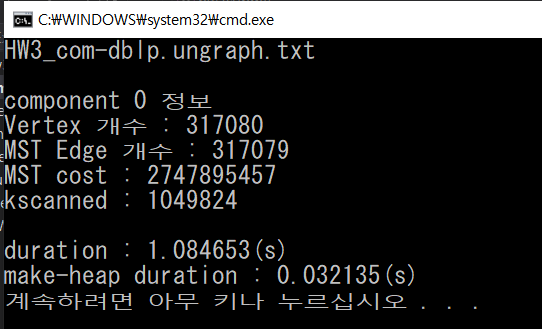 C:₩WINDOWS₩system32₩cmd.exe
HW3_com-dblp.ungraph.txt
component 0 정보
Vertex 개수 : 317080
MST Edge 개수 : 317079
MST cost : 2747895457
kscanned : 1049824
duration : 1.084653(s)
make-heap duration : 0.032135(s)
계속하려면 아무 키나 누르십시오 . . .